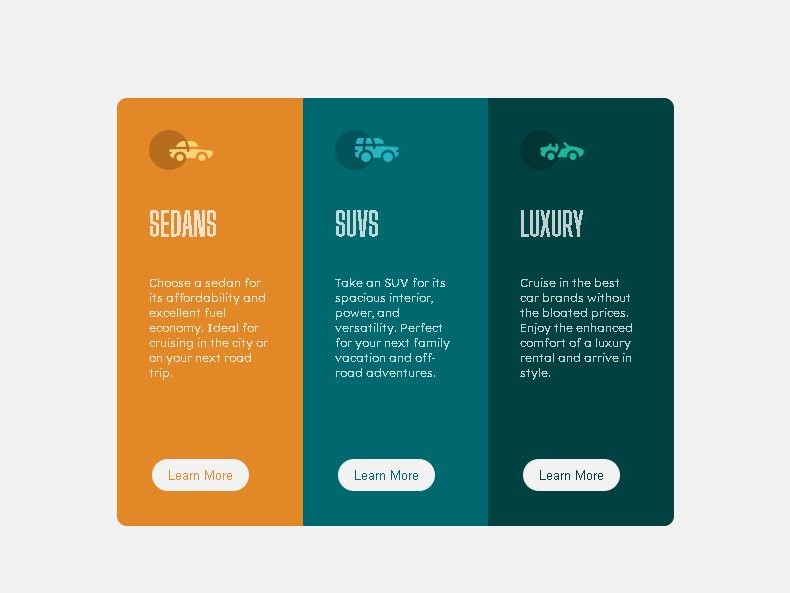 SEDANS
Choose a sedan for
its affordability and
excellent fuel
economy. Ideal for
cruising in the city or
on your next road
trip.
Learn More
SUVS
Take an SUV for its
spacious interior,
power, and
versatility. Perfect
for your next family
vacation and off-
road adventures.
Learn More
LUXURY
Cruise in the best
car brands without
the bloated prices.
Enjoy the enhanced
comfort of a luxury
rental and arrive in
style.
Learn More